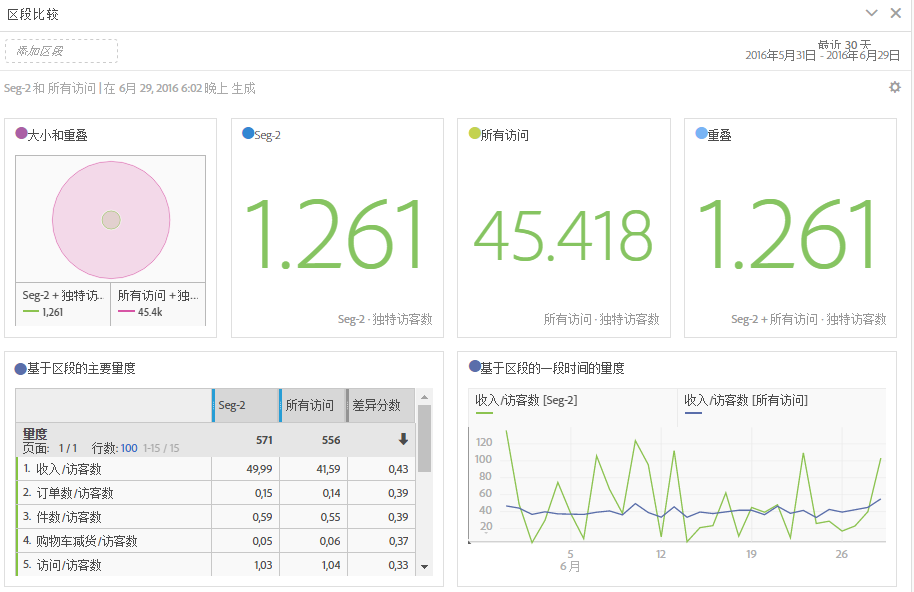 区段比较
添加区段
最近 30 天
2016年5月31日 - 2016年6月29日
Seg-2 和 所有访问 | 在 6月 29, 2016 6:02 晚上 生成
大小和重叠
Seg-2 + 独特访...
1,261
所有访问 + 独...
45.4k
Seg-2
1.261
Seg-2 · 独特访客数
所有访问
45.418
所有访问 · 独特访客数
重叠
1.261
Seg-2 + 所有访问 · 独特访客数
基于区段的主要量度
Seg-2 所有访问 差异分数
量度
页面: 1 / 1 行数: 100 1-15 / 15
571 556
1. 收入/访客数 49,99 41,59 0,43
2. 订单数/访客数 0,15 0,14 0,39
3. 件数/访客数 0,59 0,55 0,39
4. 购物车减货/访客数 0,05 0,06 0,37
5. 访问/访客数 1,03 1,04 0,33
基于区段的一段时间的量度
收入/访客数 [Seg-2] 收入/访客数 [所有访问]
120
100
80
60
40
20
5 12 19 26
6 月